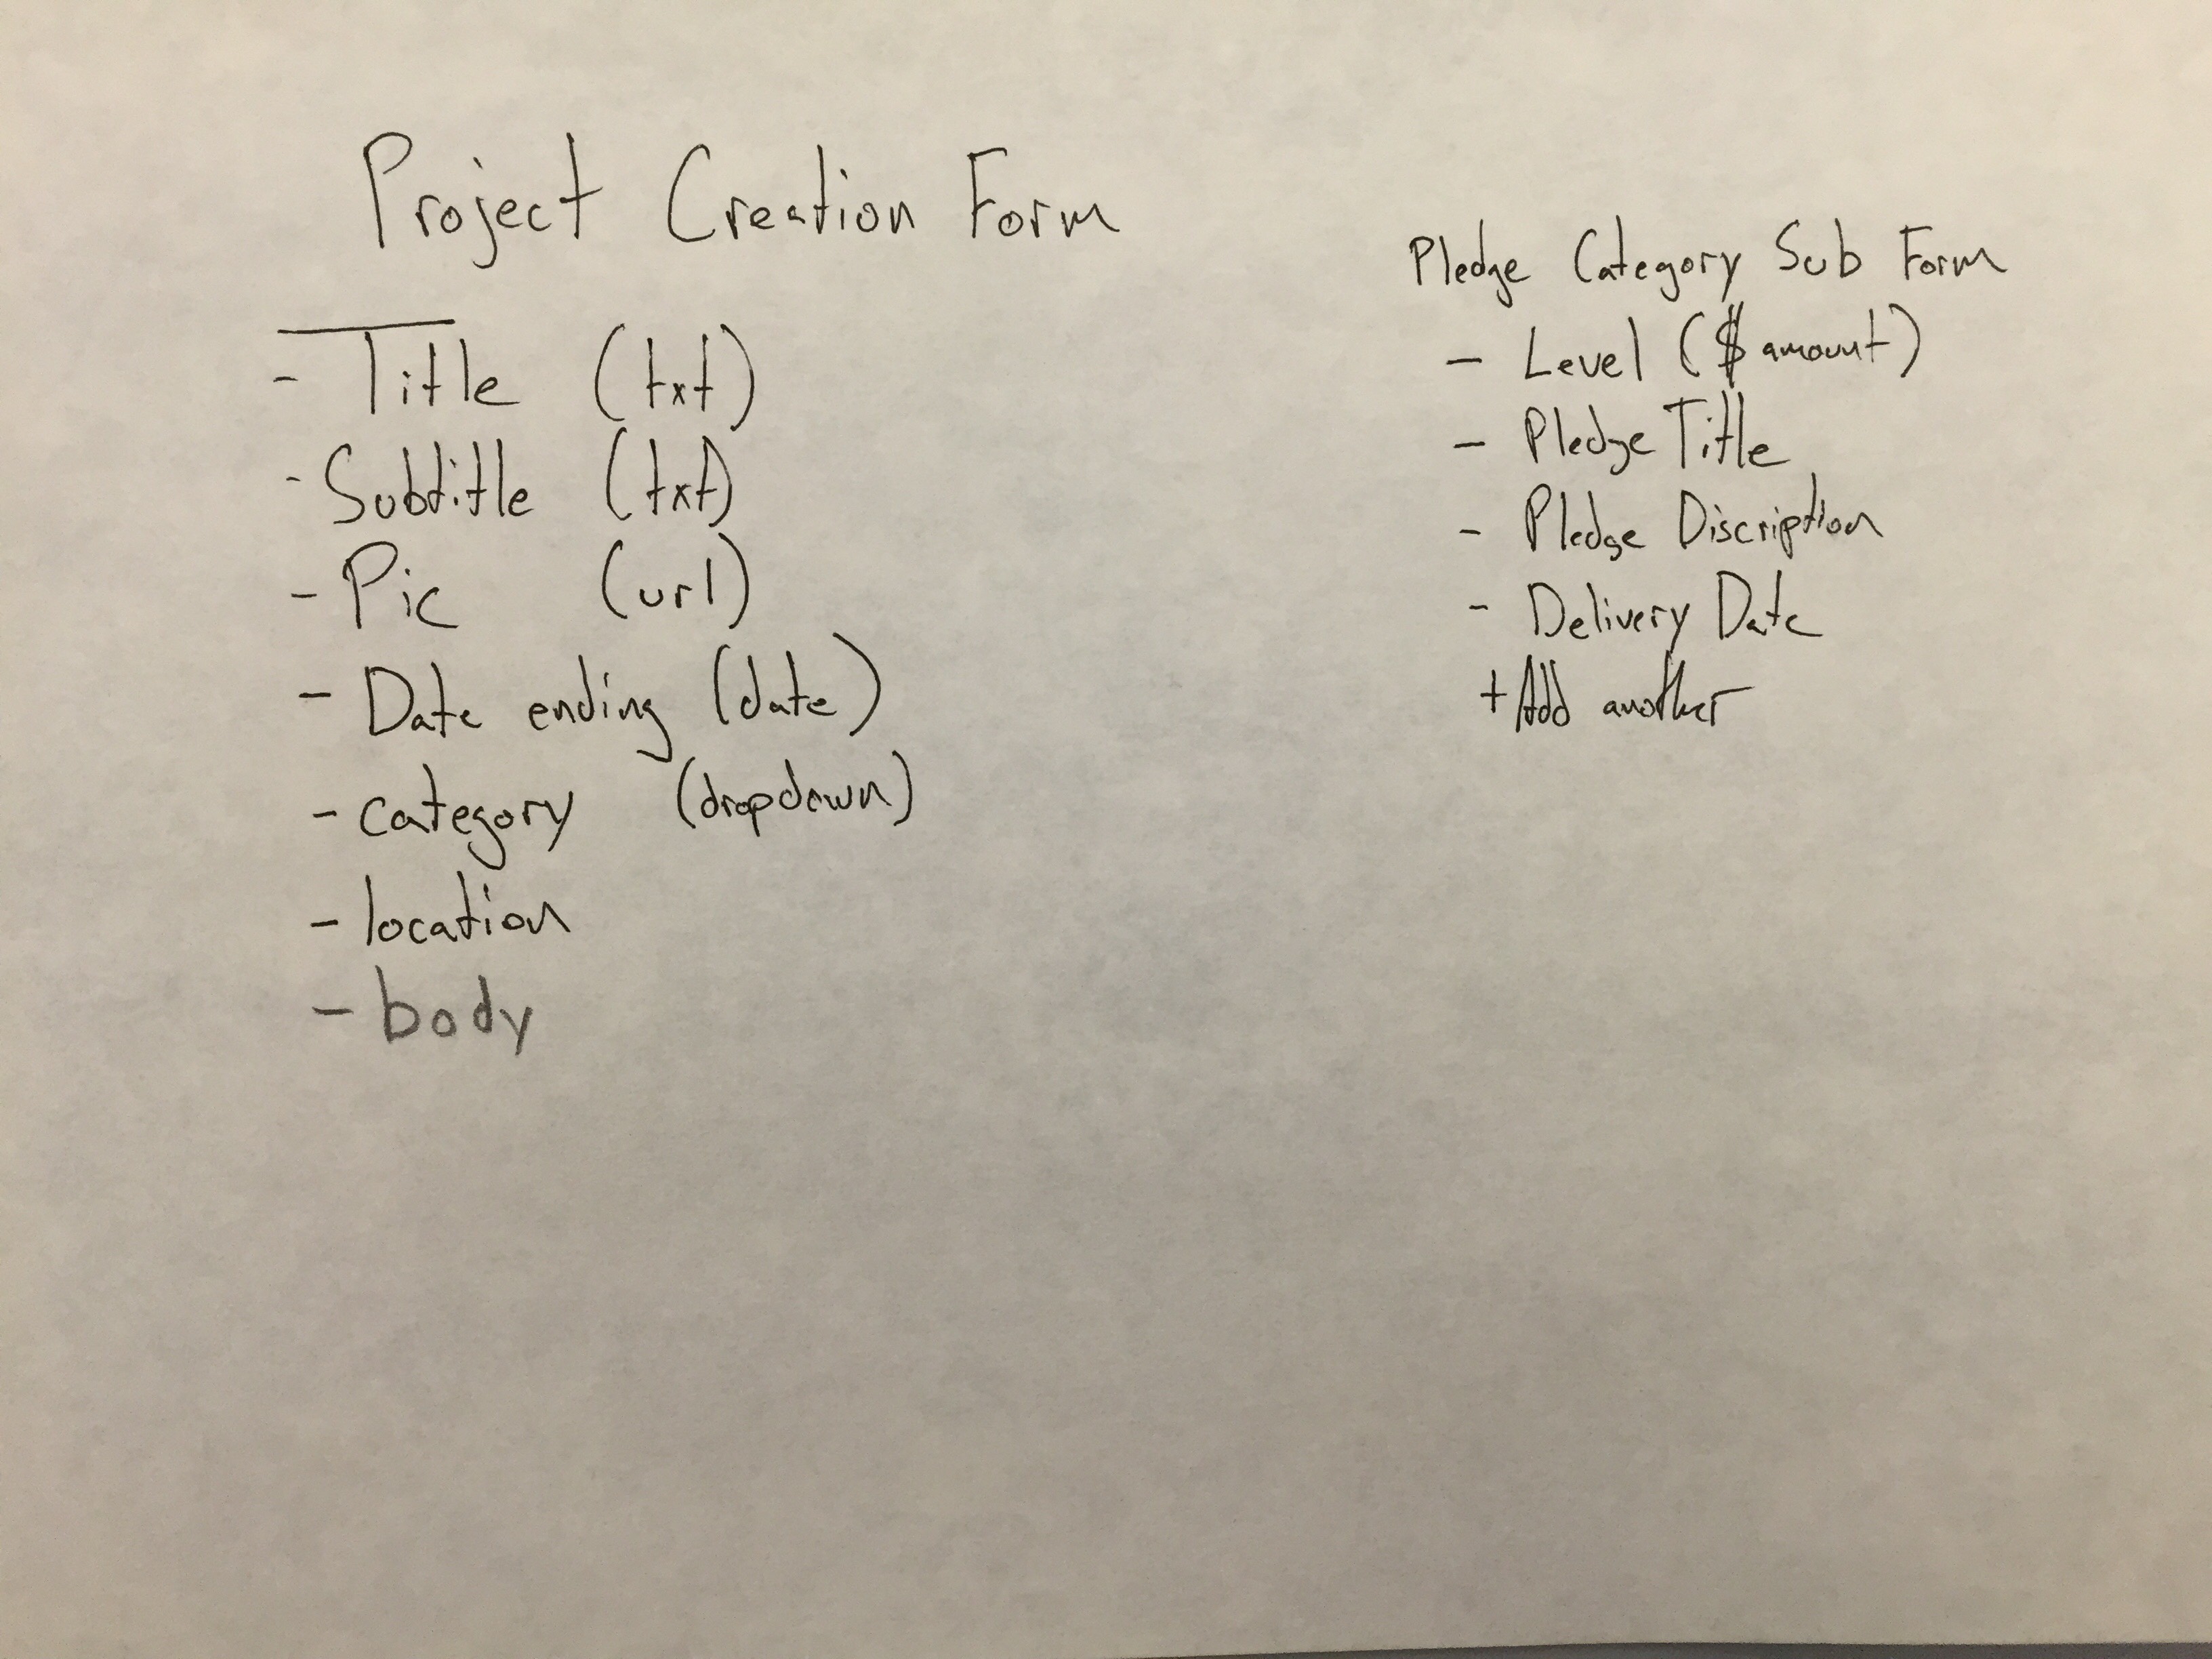 Project Creation Form
- Title (txt)
- Subtitle (txt)
- Pic (url)
- Date ending (date)
- category (dropdown)
- location
- body
Pledge Category Sub Form
- Level ($ amount)
- Pledge Title
- Pledge Discription
- Delivery Date
+ Add another